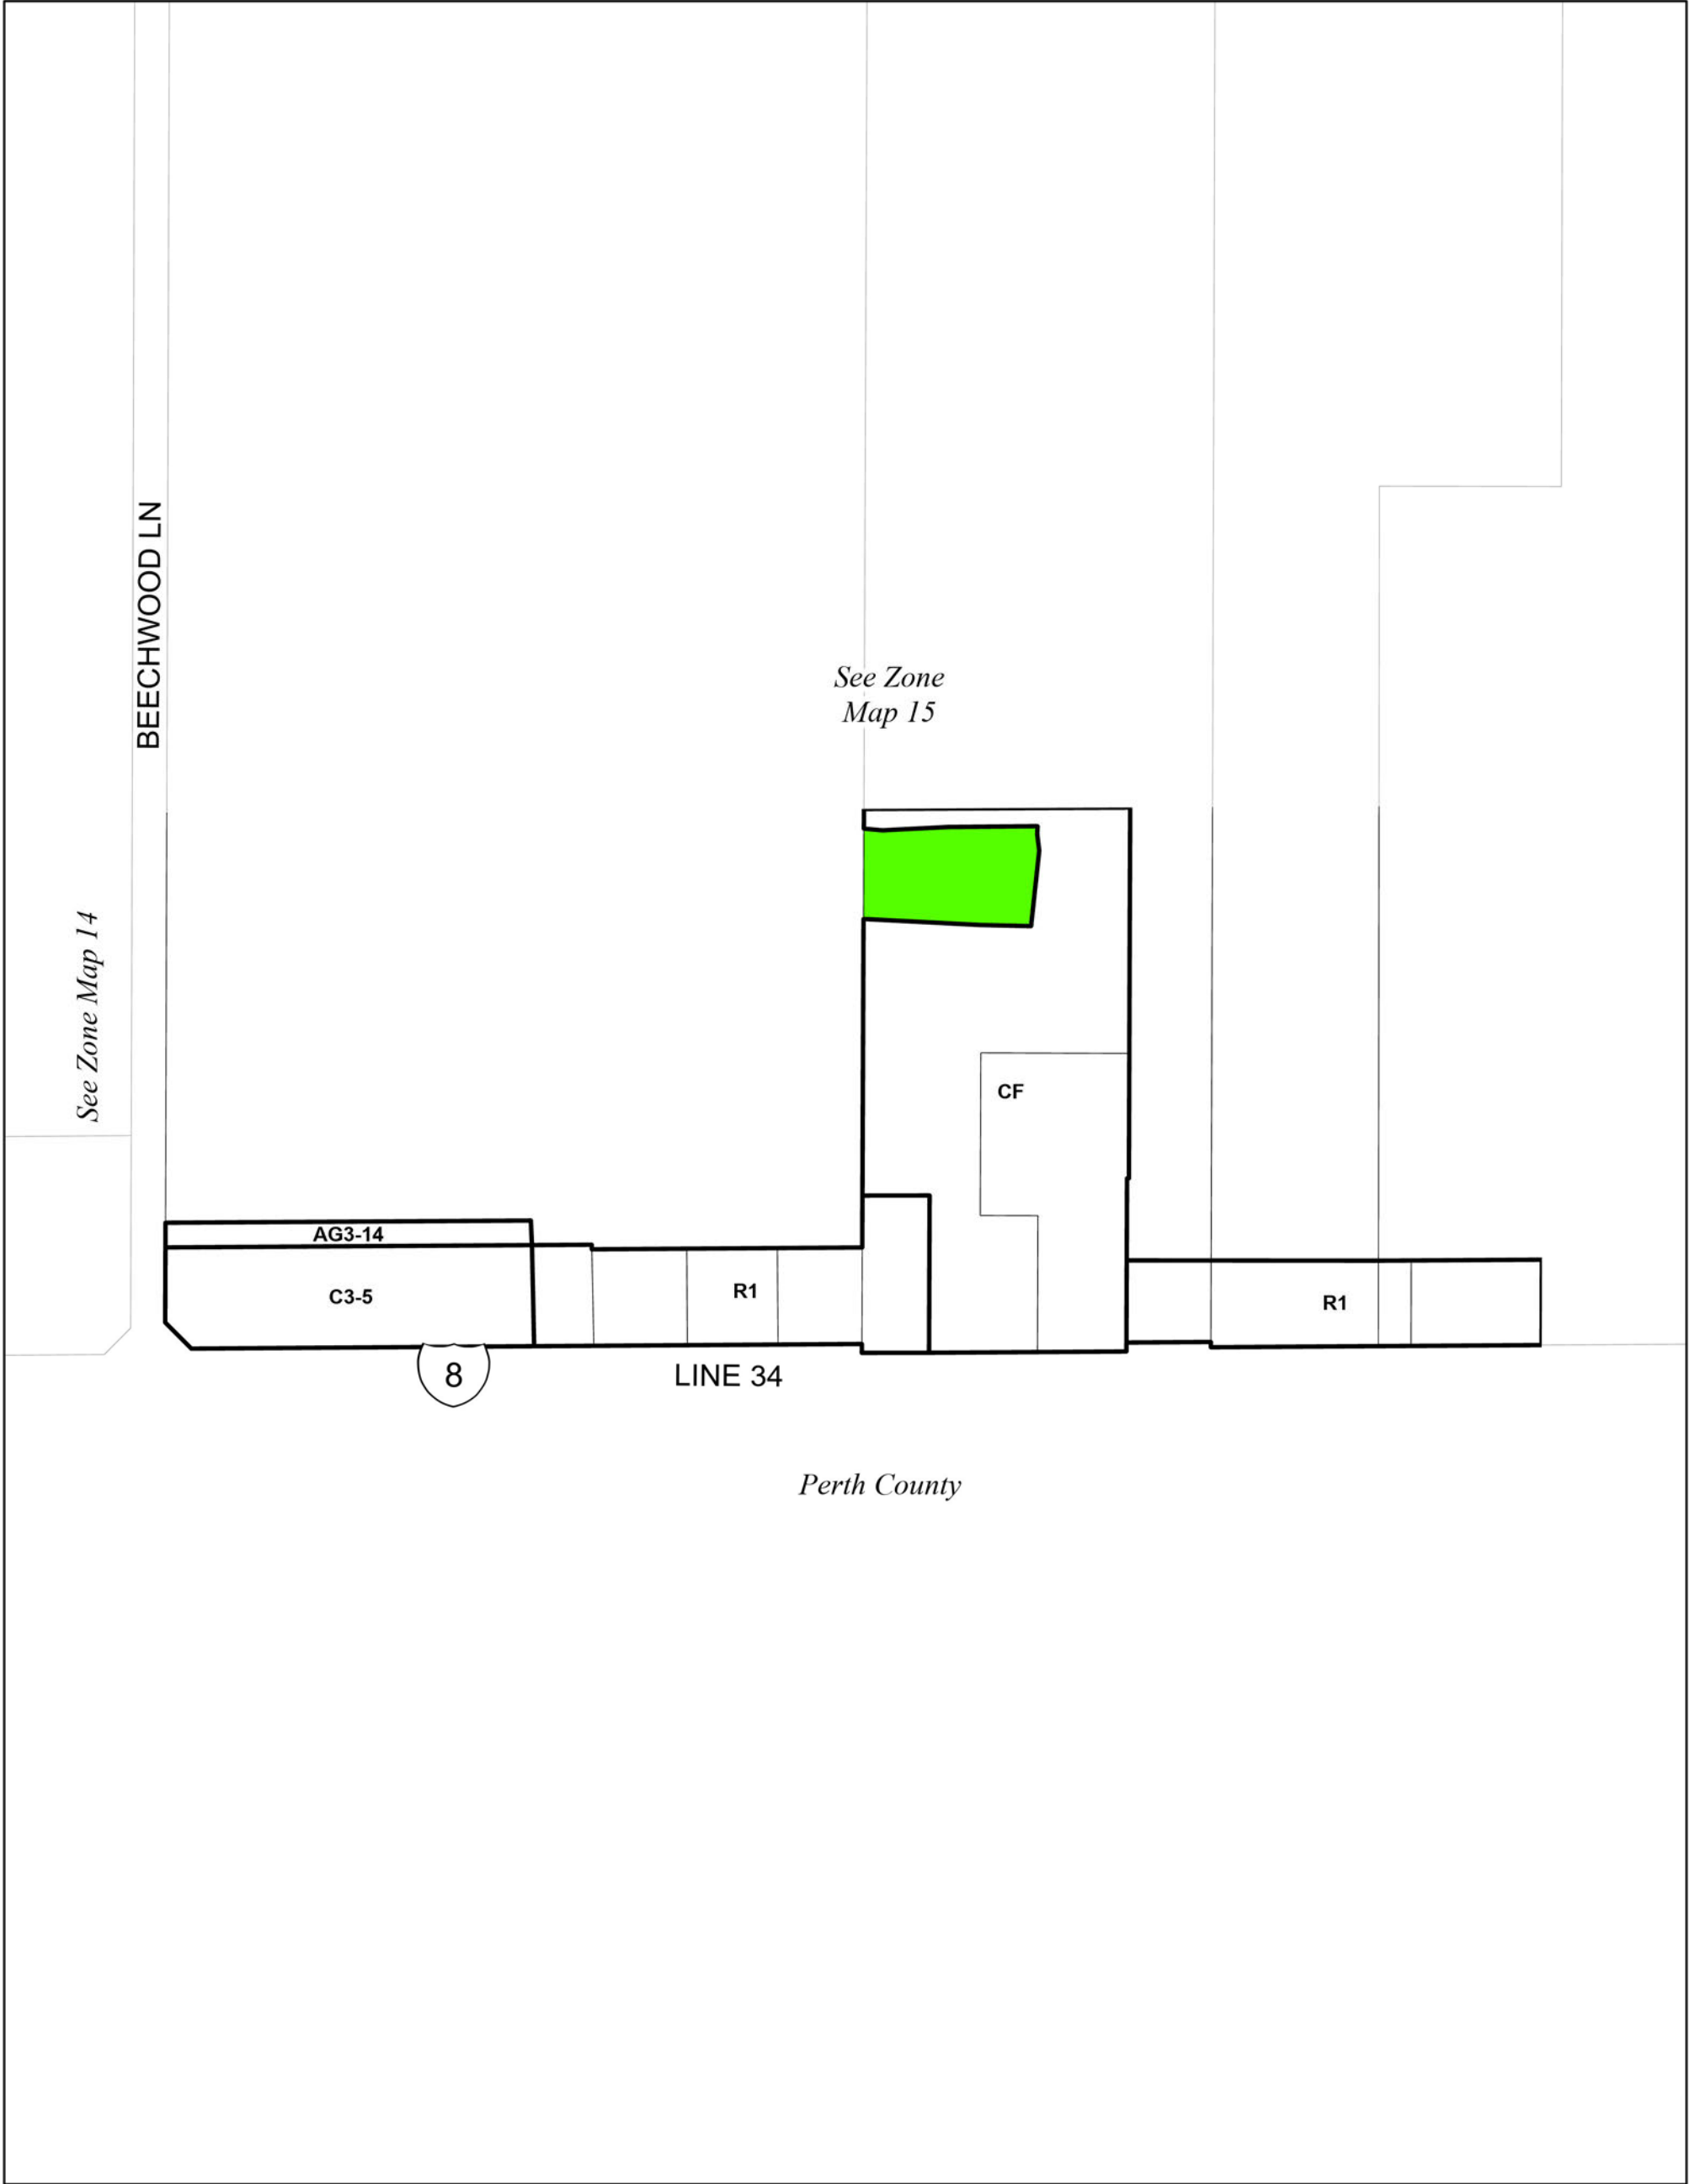 BEECHWOOD LN
See Zone
Map 15
See Zone Map 14
CF
AG3-14
C3-5
R1
R1
8
LINE 34
Perth County